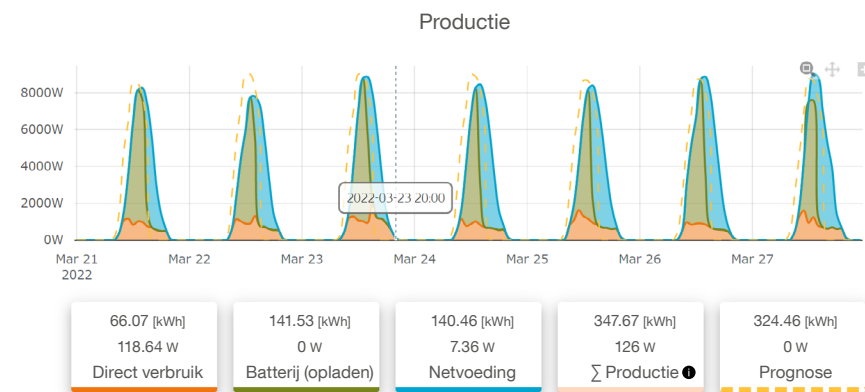 Productie
8000W
6000W
4000W
2000W
0W
2022-03-23 20:00
Mar 21 Mar 22 Mar 23 Mar 24 Mar 25 Mar 26 Mar 27
2022
66.07 [kWh] 141.53 [kWh] 140.46 [kWh] 347.67 [kWh] 324.46 [kWh]
118.64 W 0 W 7.36 W 126 W 0 W
Direct verbruik Batterij (opladen) Netvoeding ∑ Productie Prognose